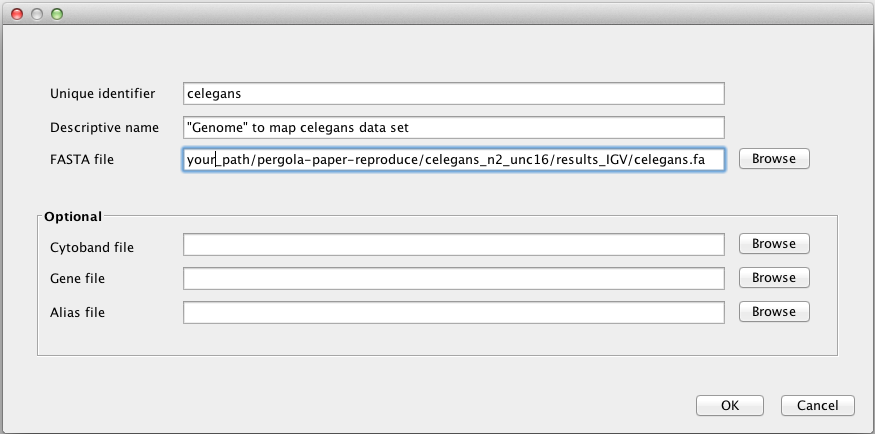 Unique identifier celegans
Descriptive name "Genome" to map celegans data set
FASTA file your_path/pergola-paper-reproduce/celegans_n2_unc16/results_IGV/celegans.fa Browse
Optional
Cytoband file Browse
Gene file Browse
Alias file Browse
OK Cancel